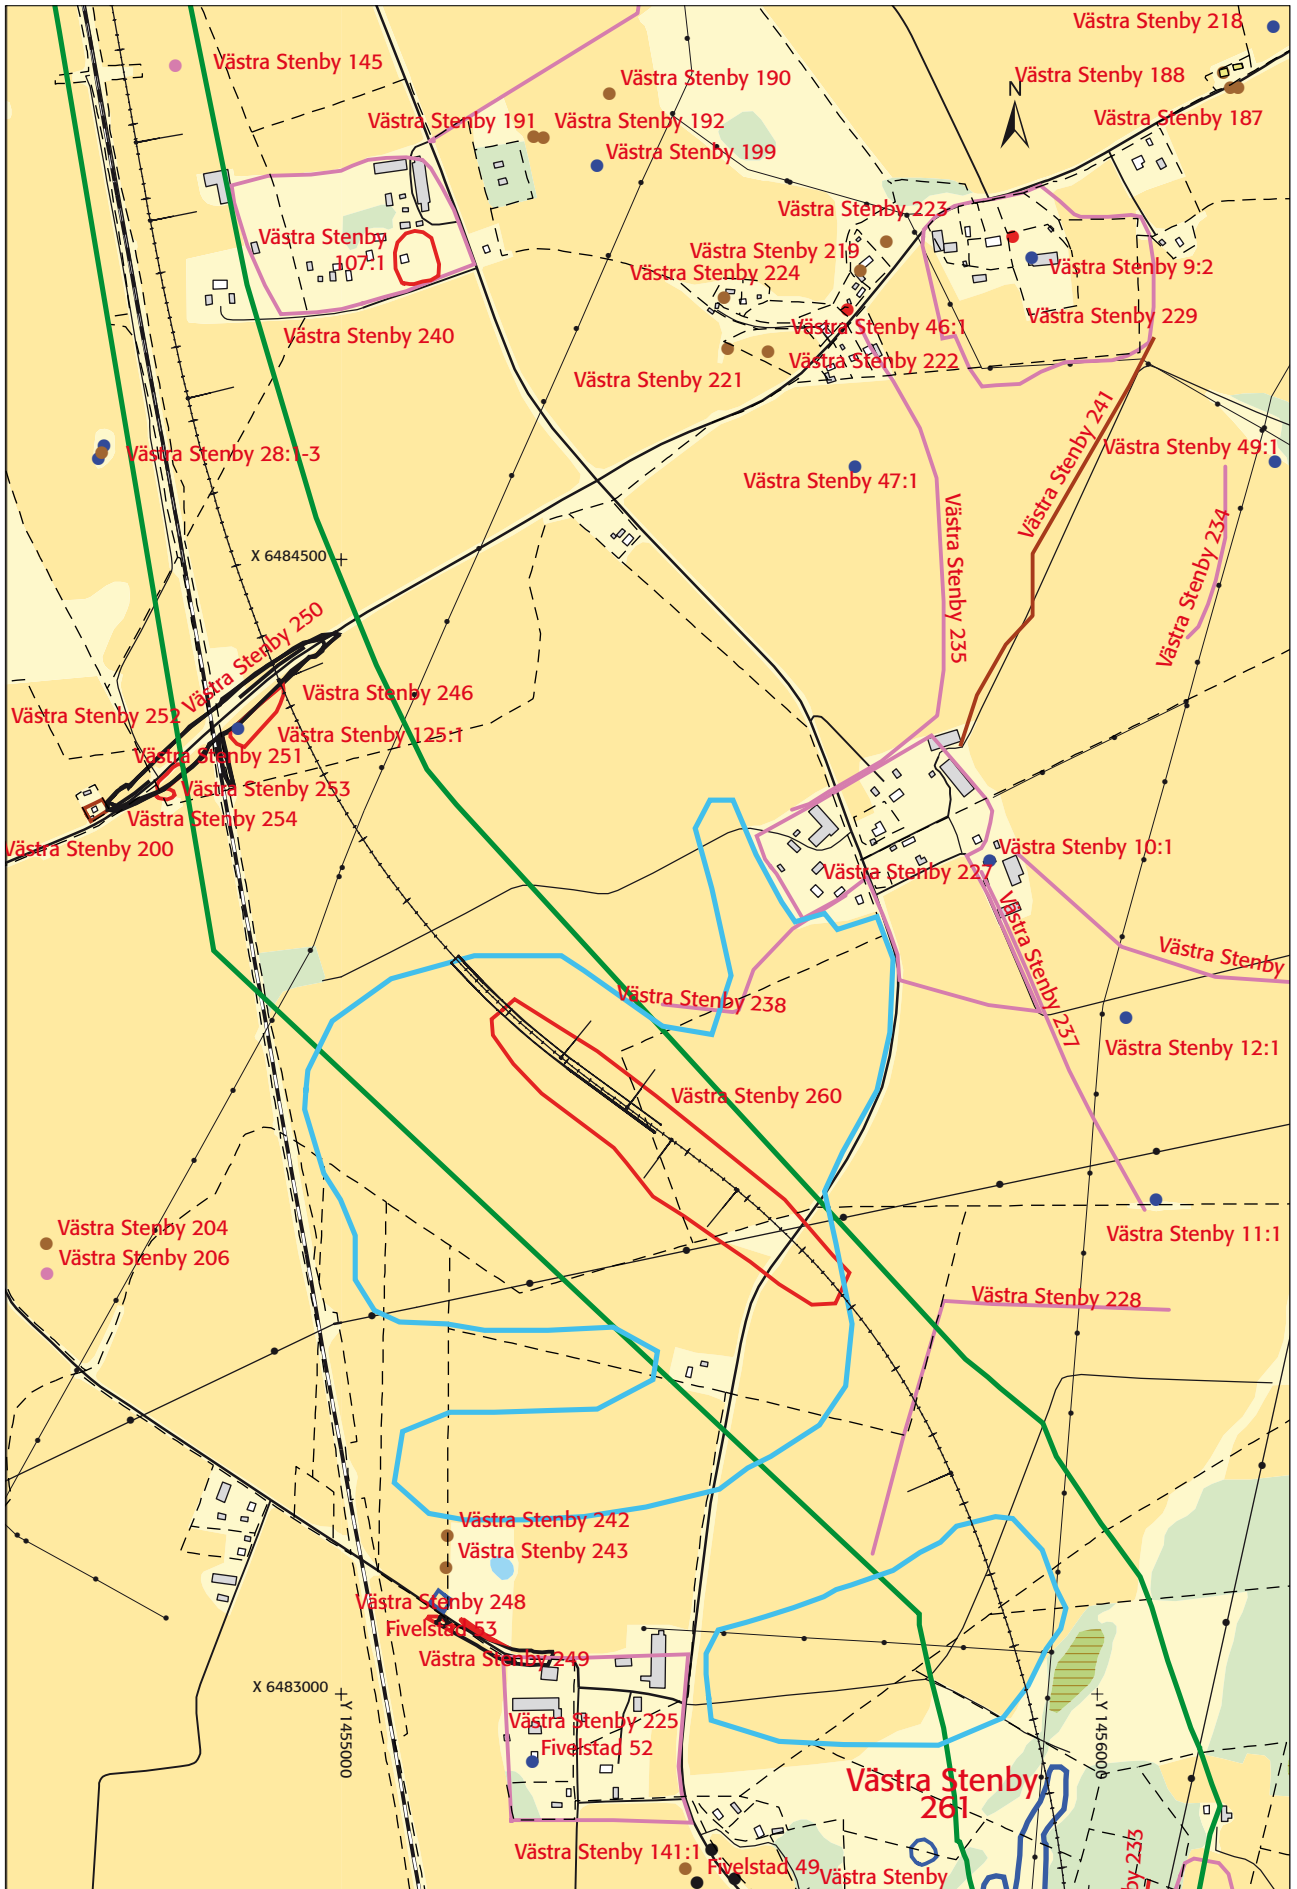 Västra Stenby 218
Västra Stenby 145
Västra Stenby 188
Västra Stenby 190
N
Västra Stenby 187
Västra Stenby 191
Västra Stenby 192
Västra Stenby 199
Västra Stenby 223
Västra Stenby
107:1
Västra Stenby 219
Västra Stenby 224
Västra Stenby 9:2
Västra Stenby 229
Västra Stenby 46:1
Västra Stenby 240
Västra Stenby 222
Västra Stenby 221
Västra Stenby 241
Västra Stenby 49:1
Västra Stenby 28:1-3
Västra Stenby 47:1
Västra Stenby 234
Västra Stenby 235
X 6484500
Västra Stenby 250
Västra Stenby 246
Västra Stenby 252
Västra Stenby 125:1
Västra Stenby 251
Västra Stenby 253
Västra Stenby 254
Västra Stenby 200
Västra Stenby 10:1
Västra Stenby 227
Västra Stenby 237
Västra Stenby
Västra Stenby 238
Västra Stenby 12:1
Västra Stenby 260
Västra Stenby 204
Västra Stenby 206
Västra Stenby 11:1
Västra Stenby 228
Västra Stenby 242
Västra Stenby 243
Västra Stenby 248
Fivelstad 53
Västra Stenby 249
X 6483000
Y 1455000
Y 1456000
Västra Stenby 225
Fivelstad 52
Västra Stenby
261
Västra Stenby 141:1
Fivelstad 49
Västra Stenby
by 233